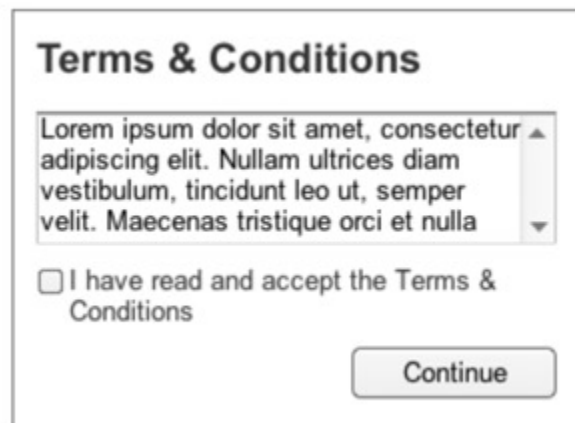 Terms & Conditions
Lorem ipsum dolor sit amet, consectetur
adipiscing elit. Nullam ultrices diam
vestibulum, tincidunt leo ut, semper
velit. Maecenas tristique orci et nulla
I have read and accept the Terms &
Conditions
Continue